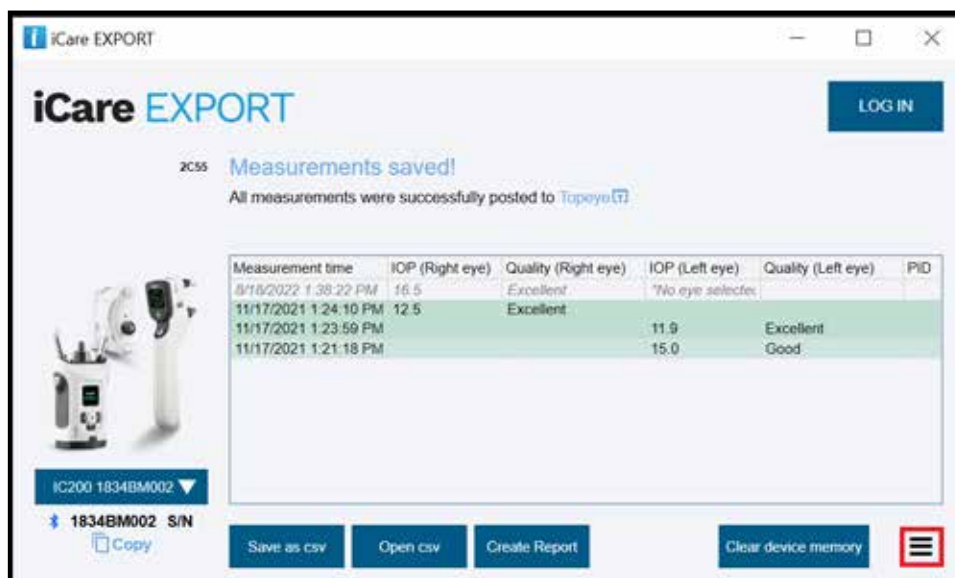 iCare EXPORT
iCare EXPORT
LOG IN
2C55
Measurements saved!
All measurements were successfully posted to Topeye
Measurement time IOP (Right eye) Quality (Right eye) IOP (Left eye) Quality (Left eye) PID
8/18/2022 1:38:22 PM 16.5 Excellent "No eye selected
11/17/2021 1:24:10 PM 12.5 Excellent
11/17/2021 1:23:59 PM 11.9 Excellent
11/17/2021 1:21:18 PM 15.0 Good
IC200 1834BM002
1834BM002 S/N
Copy
Save as csv Open csv Create Report Clear device memory